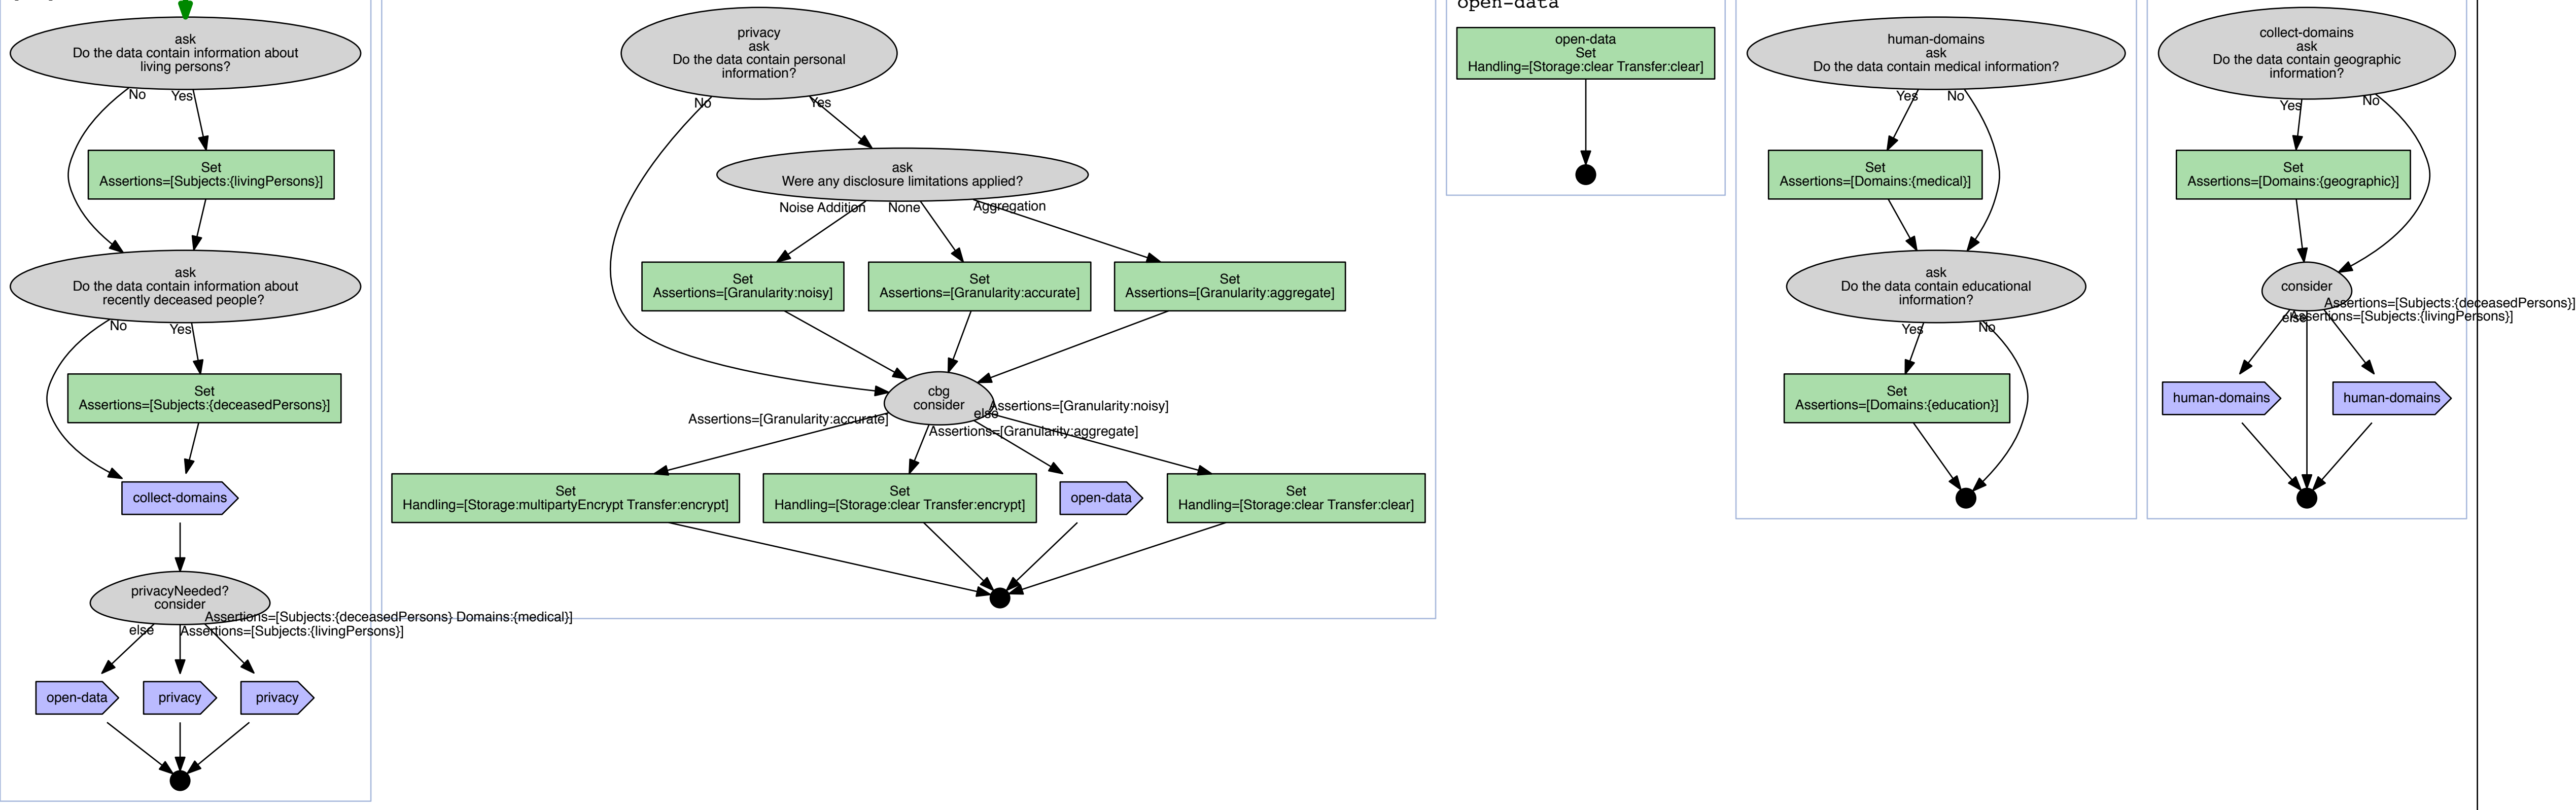 ask
Do the data contain information about
living persons?
No
Yes
Set
Assertions=[Subjects:{livingPersons}]
ask
Do the data contain information about
recently deceased people?
No
Yes
Set
Assertions=[Subjects:{deceasedPersons}]
collect-domains
privacyNeeded?
consider
Assertions=[Subjects:{deceasedPersons} Domains:{medical}]
else
Assertions=[Subjects:{livingPersons}]
open-data
privacy
privacy
privacy
ask
Do the data contain personal
information?
No
Yes
ask
Were any disclosure limitations applied?
Noise Addition
None
Aggregation
Set
Assertions=[Granularity:noisy]
Set
Assertions=[Granularity:accurate]
Set
Assertions=[Granularity:aggregate]
cbg
consider
Assertions=[Granularity:noisy]
else
Assertions=[Granularity:accurate]
Assertions=[Granularity:aggregate]
Set
Handling=[Storage:multipartyEncrypt Transfer:encrypt]
Set
Handling=[Storage:clear Transfer:encrypt]
open-data
Set
Handling=[Storage:clear Transfer:clear]
open-data
open-data
Set
Handling=[Storage:clear Transfer:clear]
human-domains
ask
Do the data contain medical information?
Yes
No
Set
Assertions=[Domains:{medical}]
ask
Do the data contain educational
information?
Yes
No
Set
Assertions=[Domains:{education}]
collect-domains
ask
Do the data contain geographic
information?
Yes
No
Set
Assertions=[Domains:{geographic}]
consider
Assertions=[Subjects:{deceasedPersons}]
else
Assertions=[Subjects:{livingPersons}]
human-domains
human-domains